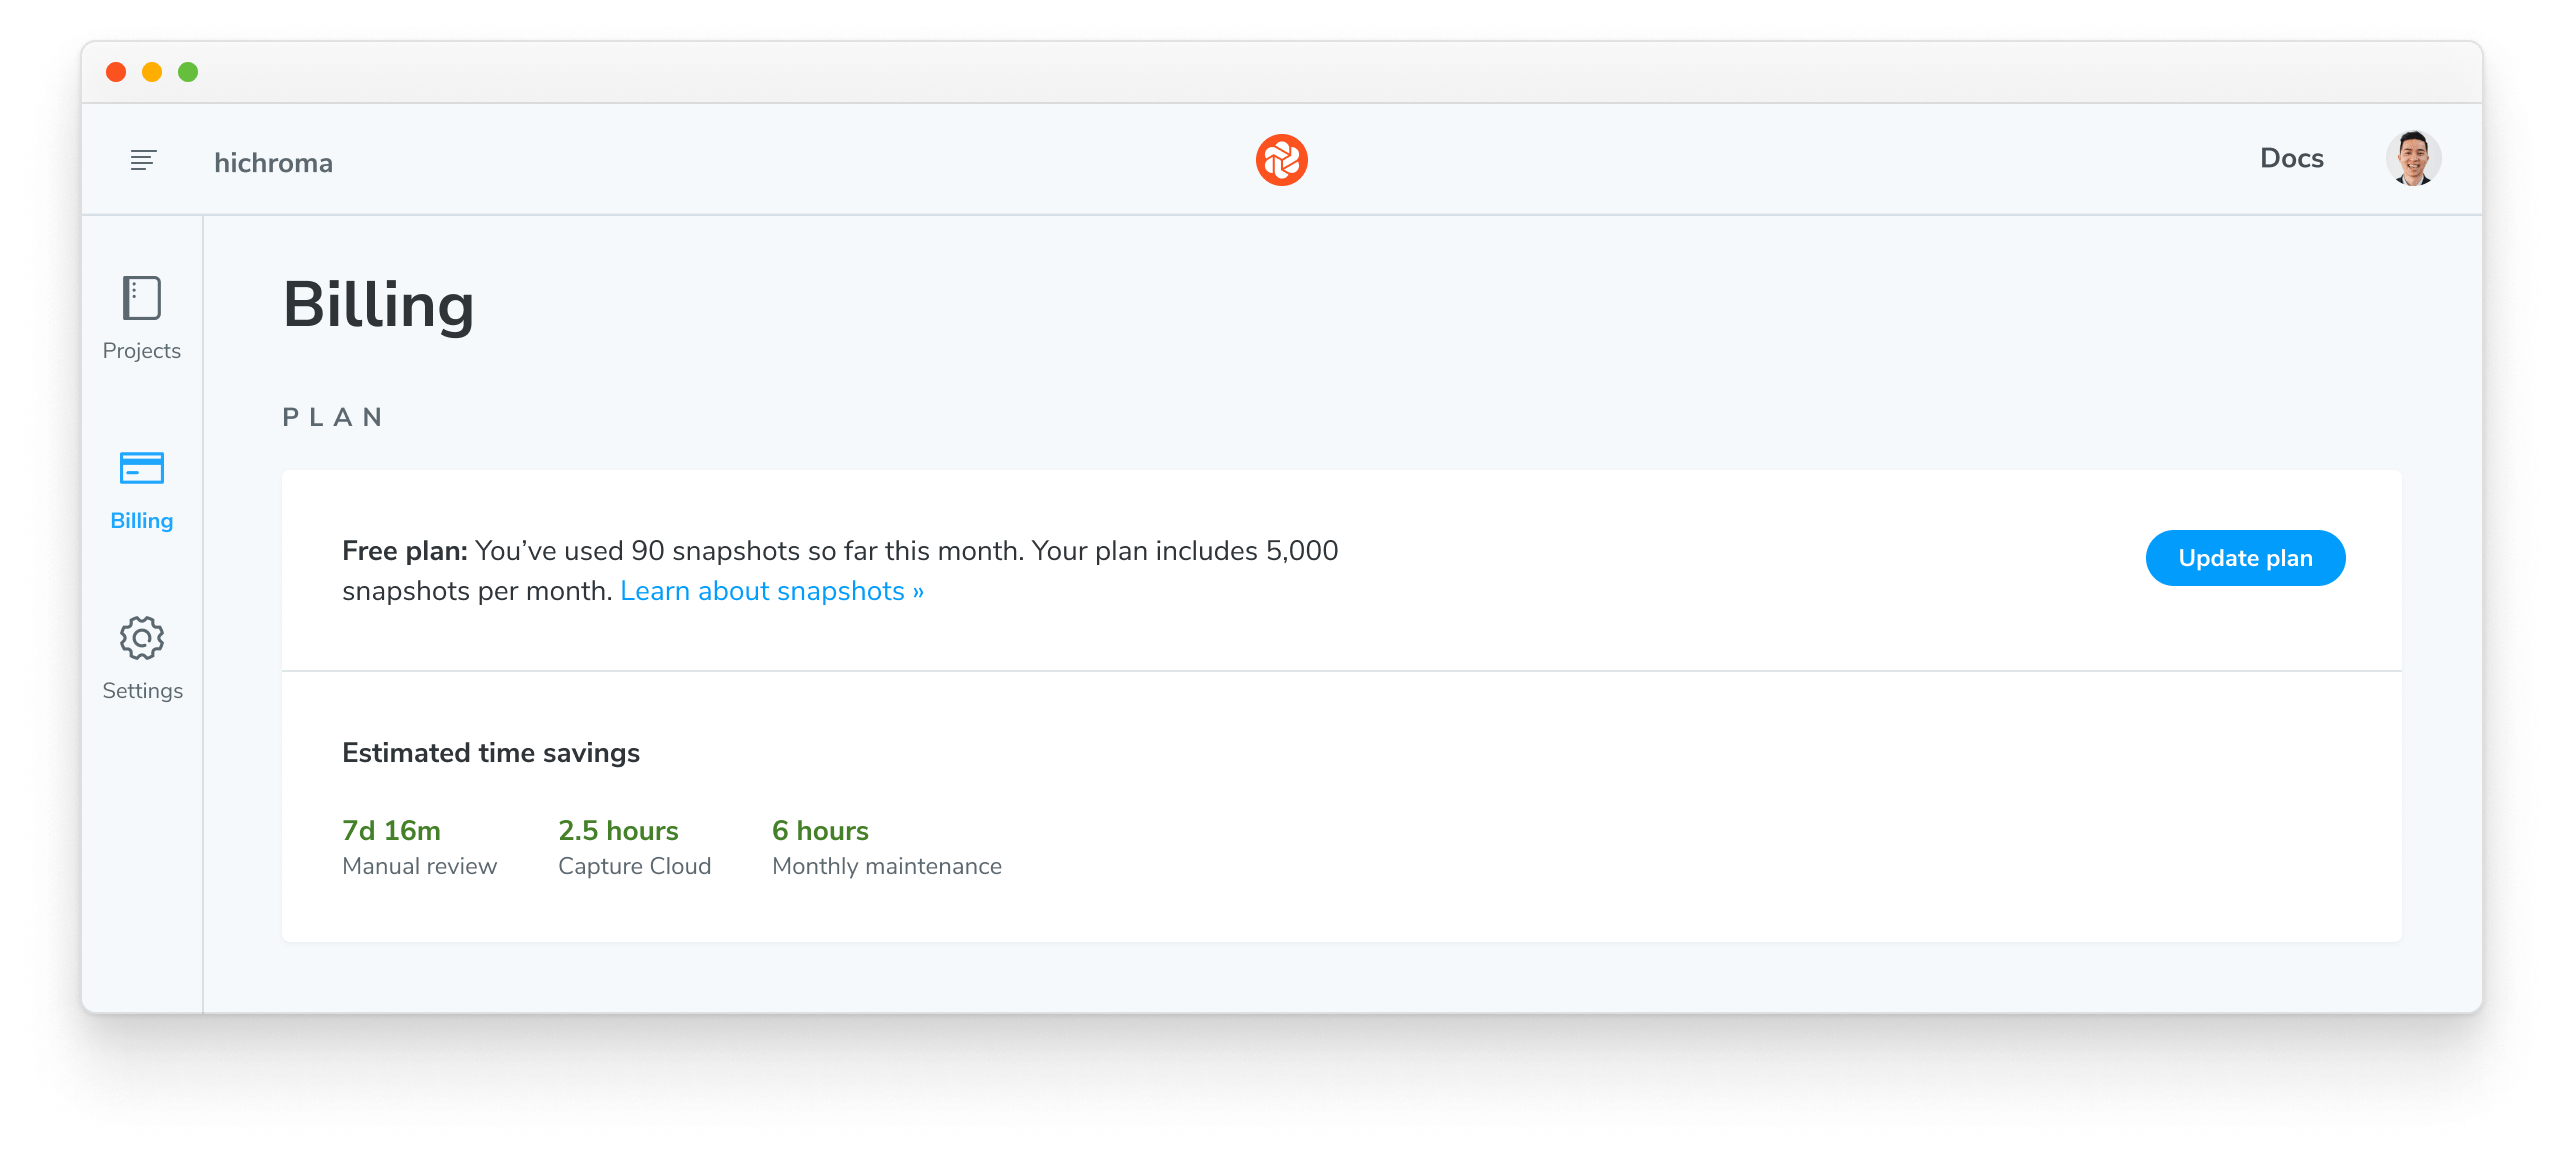 hichroma
Docs
Projects
Billing
Settings
Billing
PLAN
Free plan: You’ve used 90 snapshots so far this month. Your plan includes 5,000
snapshots per month. Learn about snapshots »
Update plan
Estimated time savings
7d 16m
Manual review
2.5 hours
Capture Cloud
6 hours
Monthly maintenance